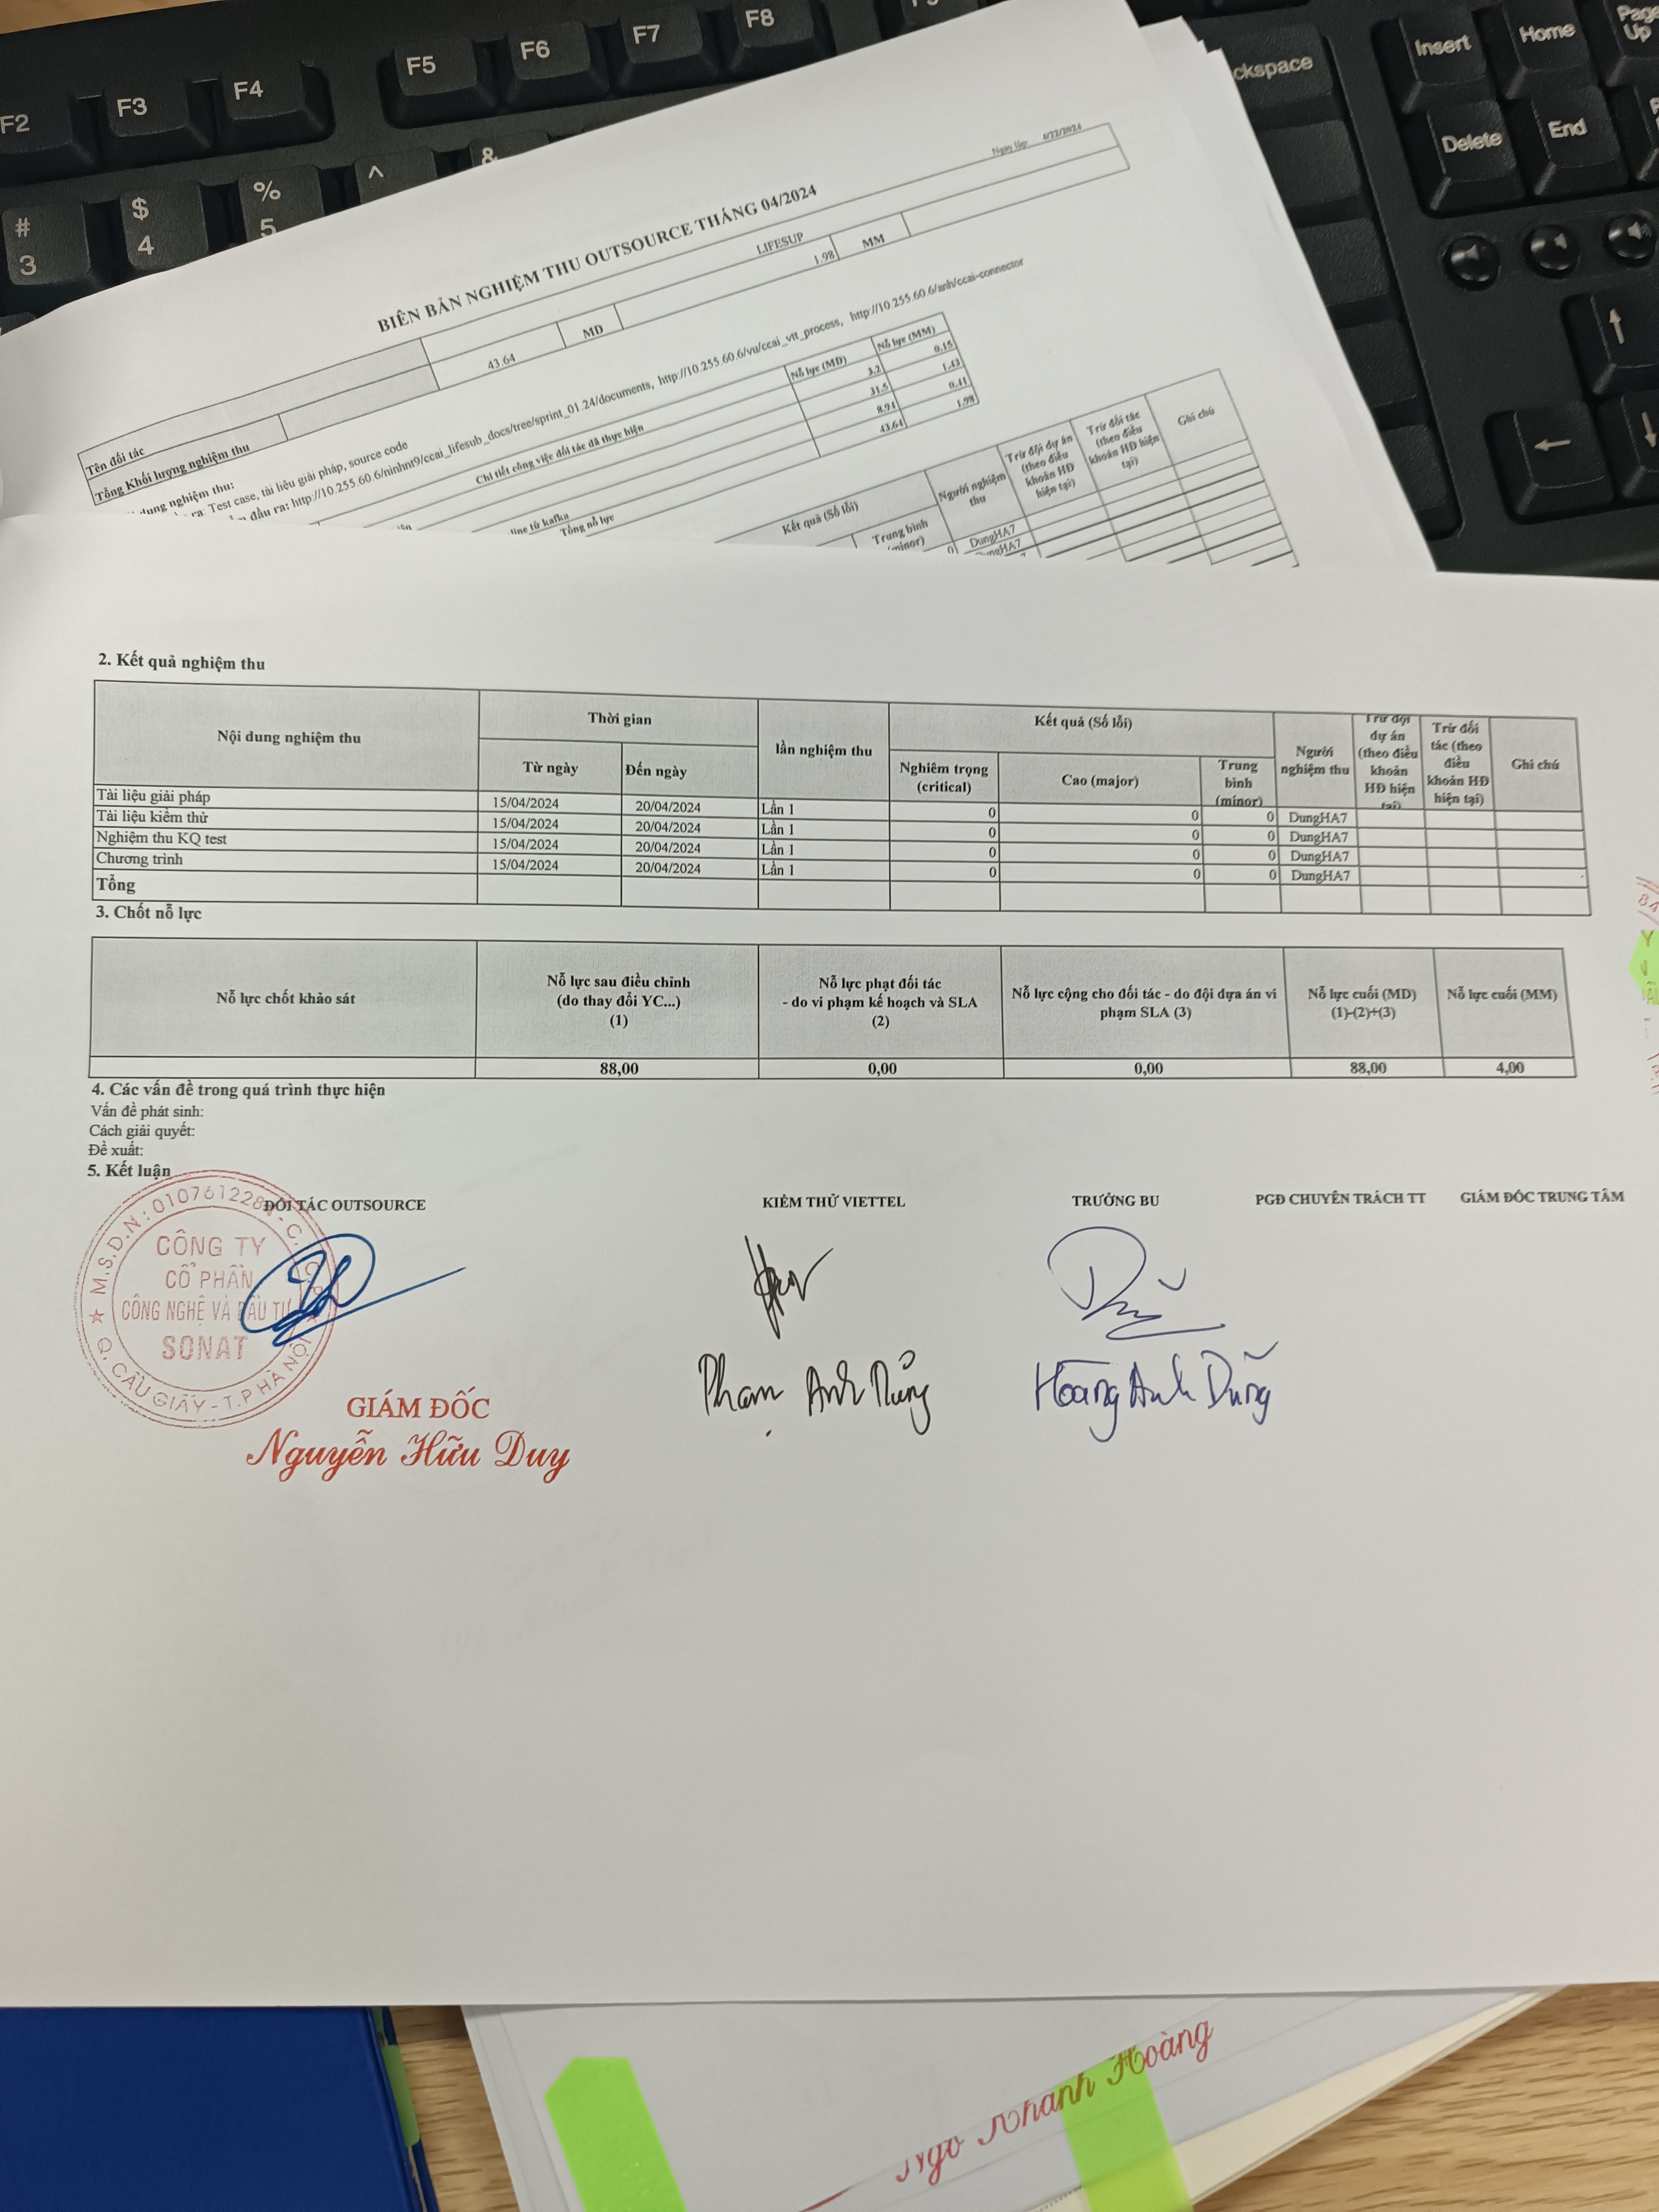 F2 F3 F4 F5 F6 F7 F8
# 3 $ 4 % 5 ^ &
Insert Home Page Up
Delete End
ckspace
Ngày lập: 4/22/2024
BIÊN BẢN NGHIỆM THU OUTSOURCE THÁNG 04/2024
Tên đối tác LIFESUP
Tổng Khối lượng nghiệm thu 43.64 MD 1.98 MM
dung nghiệm thu:
ra: Test case, tài liệu giải pháp, source code
đầu ra: http://10.255.60.6/ninhnt9/ccai_lifesub_docs/tree/sprint_01.24/documents, http://10.255.60.6/vu/ccai_vtt_process, http://10.255.60.6/anh/ccai-connector
Chi tiết công việc đối tác đã thực hiện Nỗ lực (MD) Nỗ lực (MM)
3.2 0.15
31.5 1.43
line từ kafka 8.94 0.41
Tổng nỗ lực 43.64 1.98
Kết quả (Số lỗi) Người nghiệm thu Trừ đội dự án (theo điều khoản HĐ hiện tại) Trừ đối tác (theo điều khoản HĐ hiện tại) Ghi chú
Trung bình (minor)
0 DungHA7
2. Kết quả nghiệm thu
Nội dung nghiệm thu Thời gian lần nghiệm thu Kết quả (Số lỗi) Người nghiệm thu Trừ đội dự án (theo điều khoản HĐ hiện tại) Trừ đối tác (theo điều khoản HĐ hiện tại) Ghi chú
Từ ngày Đến ngày Nghiêm trọng (critical) Cao (major) Trung bình (minor)
Tài liệu giải pháp 15/04/2024 20/04/2024 Lần 1 0 0 0 DungHA7
Tài liệu kiểm thử 15/04/2024 20/04/2024 Lần 1 0 0 0 DungHA7
Nghiệm thu KQ test 15/04/2024 20/04/2024 Lần 1 0 0 0 DungHA7
Chương trình 15/04/2024 20/04/2024 Lần 1 0 0 0 DungHA7
Tổng
3. Chốt nỗ lực
Nỗ lực chốt khảo sát Nỗ lực sau điều chỉnh (do thay đổi YC...) (1) Nỗ lực phạt đối tác - do vi phạm kế hoạch và SLA (2) Nỗ lực cộng cho đối tác - do đội dựa án vi phạm SLA (3) Nỗ lực cuối (MD) (1)-(2)+(3) Nỗ lực cuối (MM)
88,00 0,00 0,00 88,00 4,00
4. Các vấn đề trong quá trình thực hiện
Vấn đề phát sinh:
Cách giải quyết:
Đề xuất:
5. Kết luận
ĐỐI TÁC OUTSOURCE KIỂM THỬ VIETTEL TRƯỞNG BU PGĐ CHUYÊN TRÁCH TT GIÁM ĐỐC TRUNG TÂM
M.S.D.N: 0107612284 - C.
CÔNG TY
CỔ PHẦN
CÔNG NGHỆ VÀ ĐẦU TƯ
SONAT
Q. CẦU GIẤY - T.P HÀ NỘI
Phạm Anh Dũng
Hoàng Anh Dũng
GIÁM ĐỐC
Nguyễn Hữu Duy
Ngô Khánh Hoàng